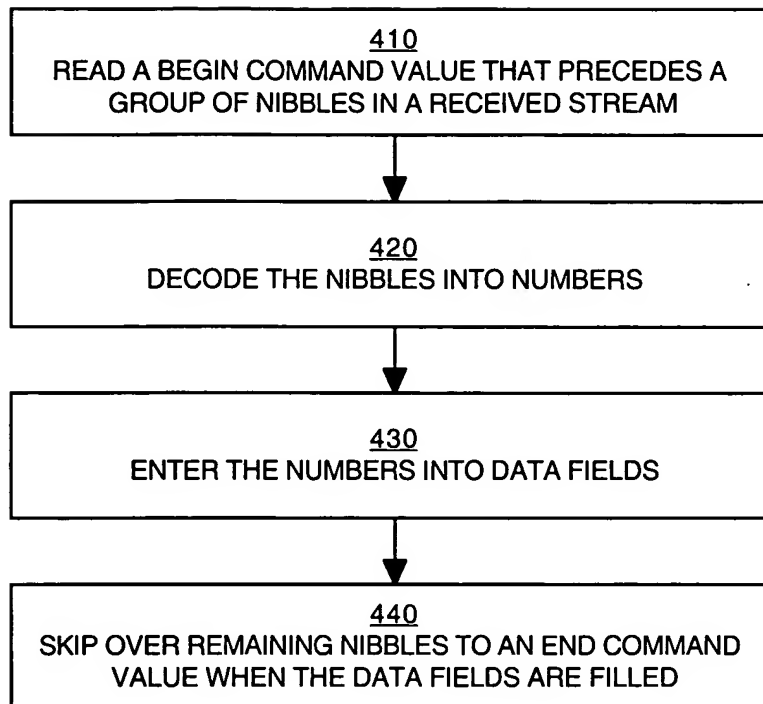 410
READ A BEGIN COMMAND VALUE THAT PRECEDES A
GROUP OF NIBBLES IN A RECEIVED STREAM
420
DECODE THE NIBBLES INTO NUMBERS
430
ENTER THE NUMBERS INTO DATA FIELDS
440
SKIP OVER REMAINING NIBBLES TO AN END COMMAND
VALUE WHEN THE DATA FIELDS ARE FILLED